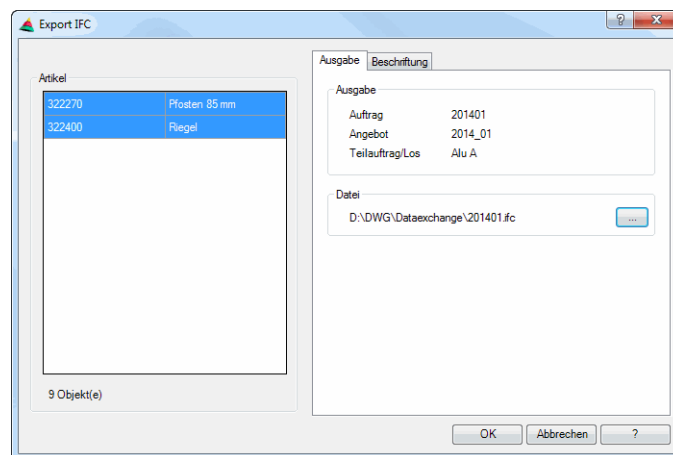 Export IFC
?
Artikel
322270 Pfosten 85 mm
322400 Riegel
9 Objekt(e)
Ausgabe Beschriftung
Ausgabe
Auftrag 201401
Angebot 2014_01
Teilauftrag/Los Alu A
Datei
D:\DWG\Dataexchange\201401.ifc ...
OK Abbrechen ?